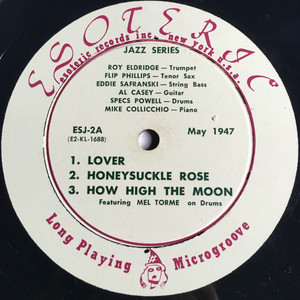 ESOTERIC
esoteric records inc. new york u.s.a.
JAZZ SERIES
ROY ELDRIDGE — Trumpet
FLIP PHILLIPS — Tenor Sax
EDDIE SAFRANSKI — String Bass
AL CASEY — Guitar
SPECS POWELL — Drums
MIKE COLLICCHIO — Piano
ESJ-2A
May 1947
(E2-KL-1688)
1. LOVER
2. HONEYSUCKLE ROSE
3. HOW HIGH THE MOON
Featuring MEL TORME on Drums
Long Playing Microgroove